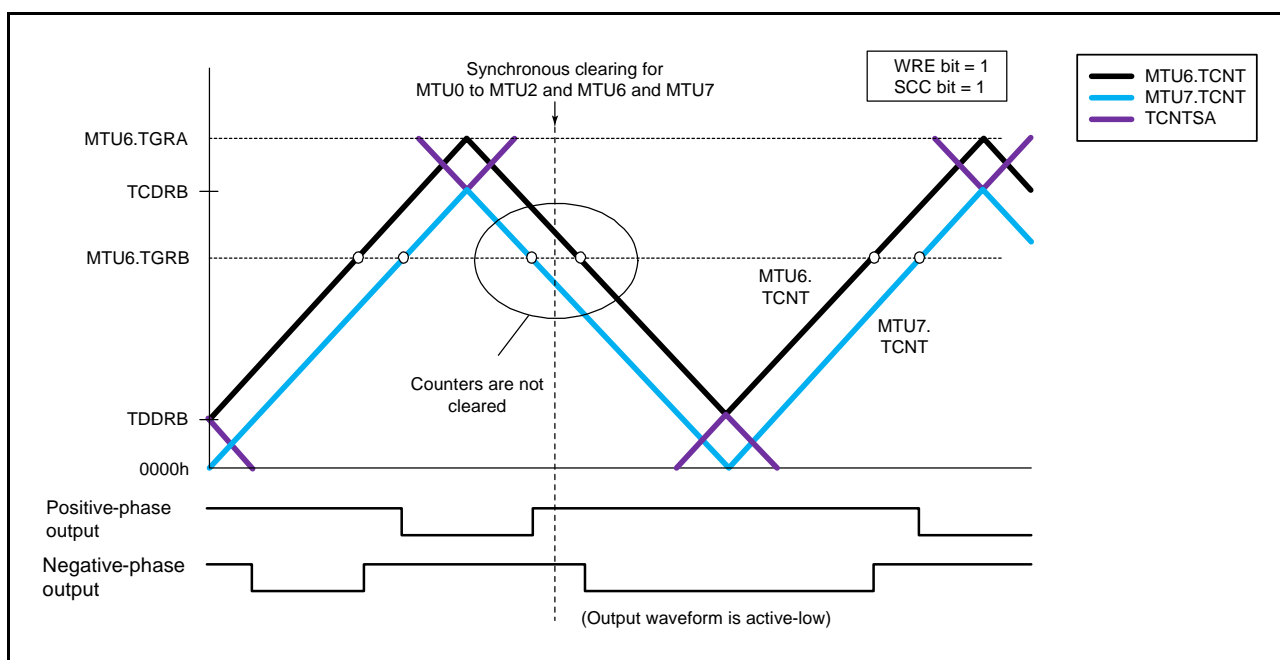 Synchronous clearing for
MTU0 to MTU2 and MTU6 and MTU7
WRE bit = 1
SCC bit = 1
MTU6.TCNT
MTU7.TCNT
TCNTSA
MTU6.TGRA
TCDRB
MTU6.TGRB
MTU6.
TCNT
MTU7.
TCNT
Counters are not
cleared
TDDRB
0000h
Positive-phase
output
Negative-phase
output
(Output waveform is active-low)